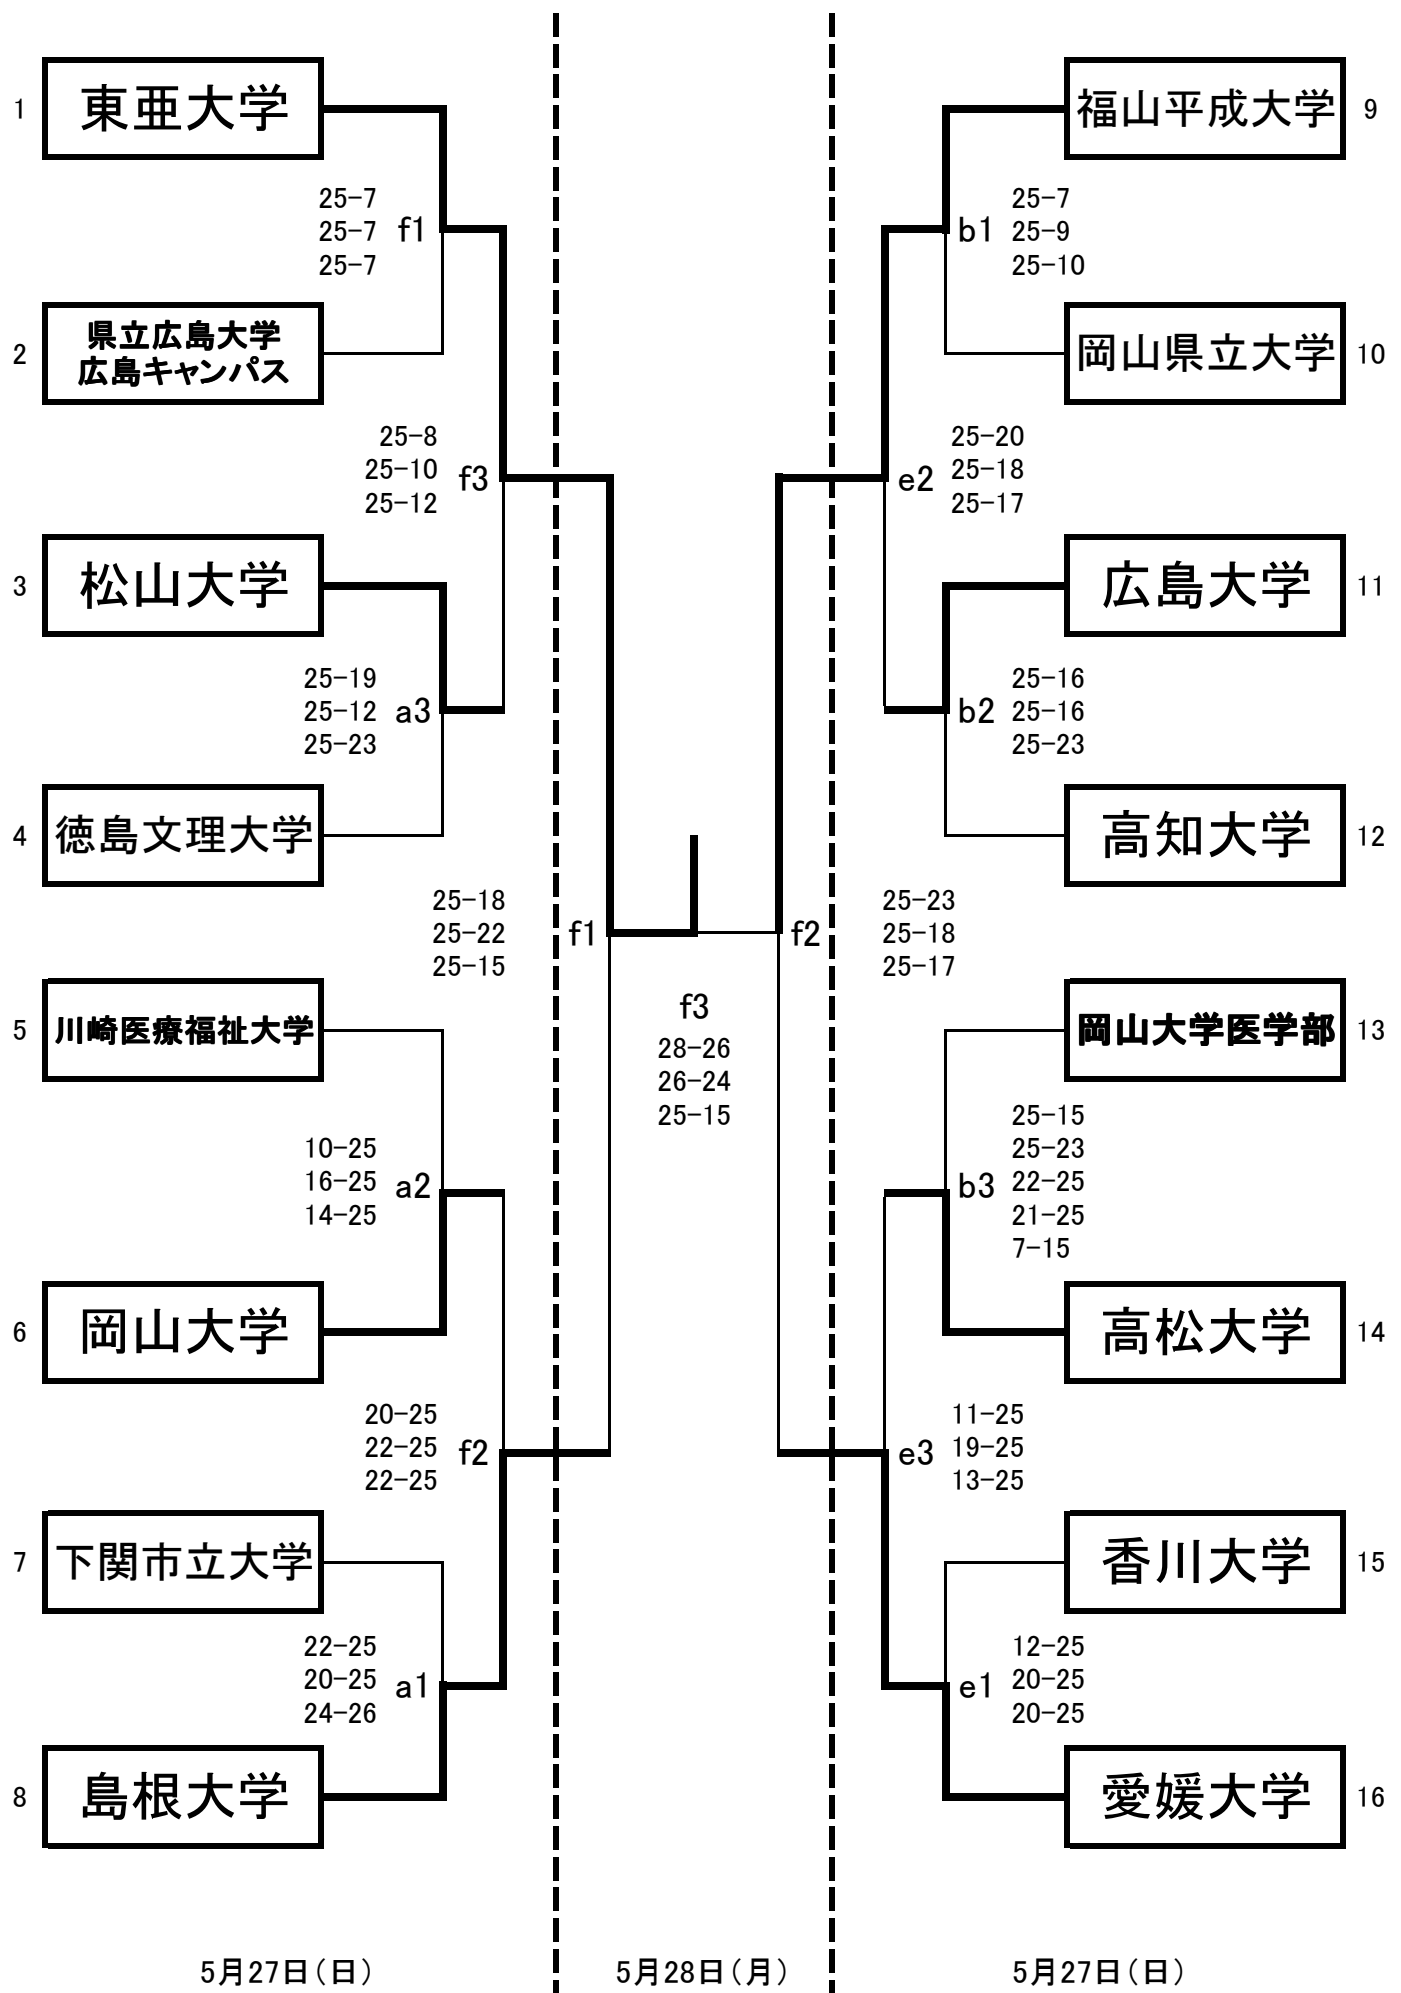 1
東亜大学
25-7
25-7
25-7
f1
2
県立広島大学
広島キャンパス
25-8
25-10
25-12
f3
3
松山大学
25-19
25-12
25-23
a3
4
徳島文理大学
25-18
25-22
25-15
f1
5
川崎医療福祉大学
10-25
16-25
14-25
a2
6
岡山大学
20-25
22-25
22-25
f2
7
下関市立大学
22-25
20-25
24-26
a1
8
島根大学
f3
28-26
26-24
25-15
福山平成大学
9
b1
25-7
25-9
25-10
岡山県立大学
10
e2
25-20
25-18
25-17
広島大学
11
b2
25-16
25-16
25-23
高知大学
12
f2
25-23
25-18
25-17
岡山大学医学部
13
b3
25-15
25-23
22-25
21-25
7-15
高松大学
14
e3
11-25
19-25
13-25
香川大学
15
e1
12-25
20-25
20-25
愛媛大学
16
5月27日(日)
5月28日(月)
5月27日(日)